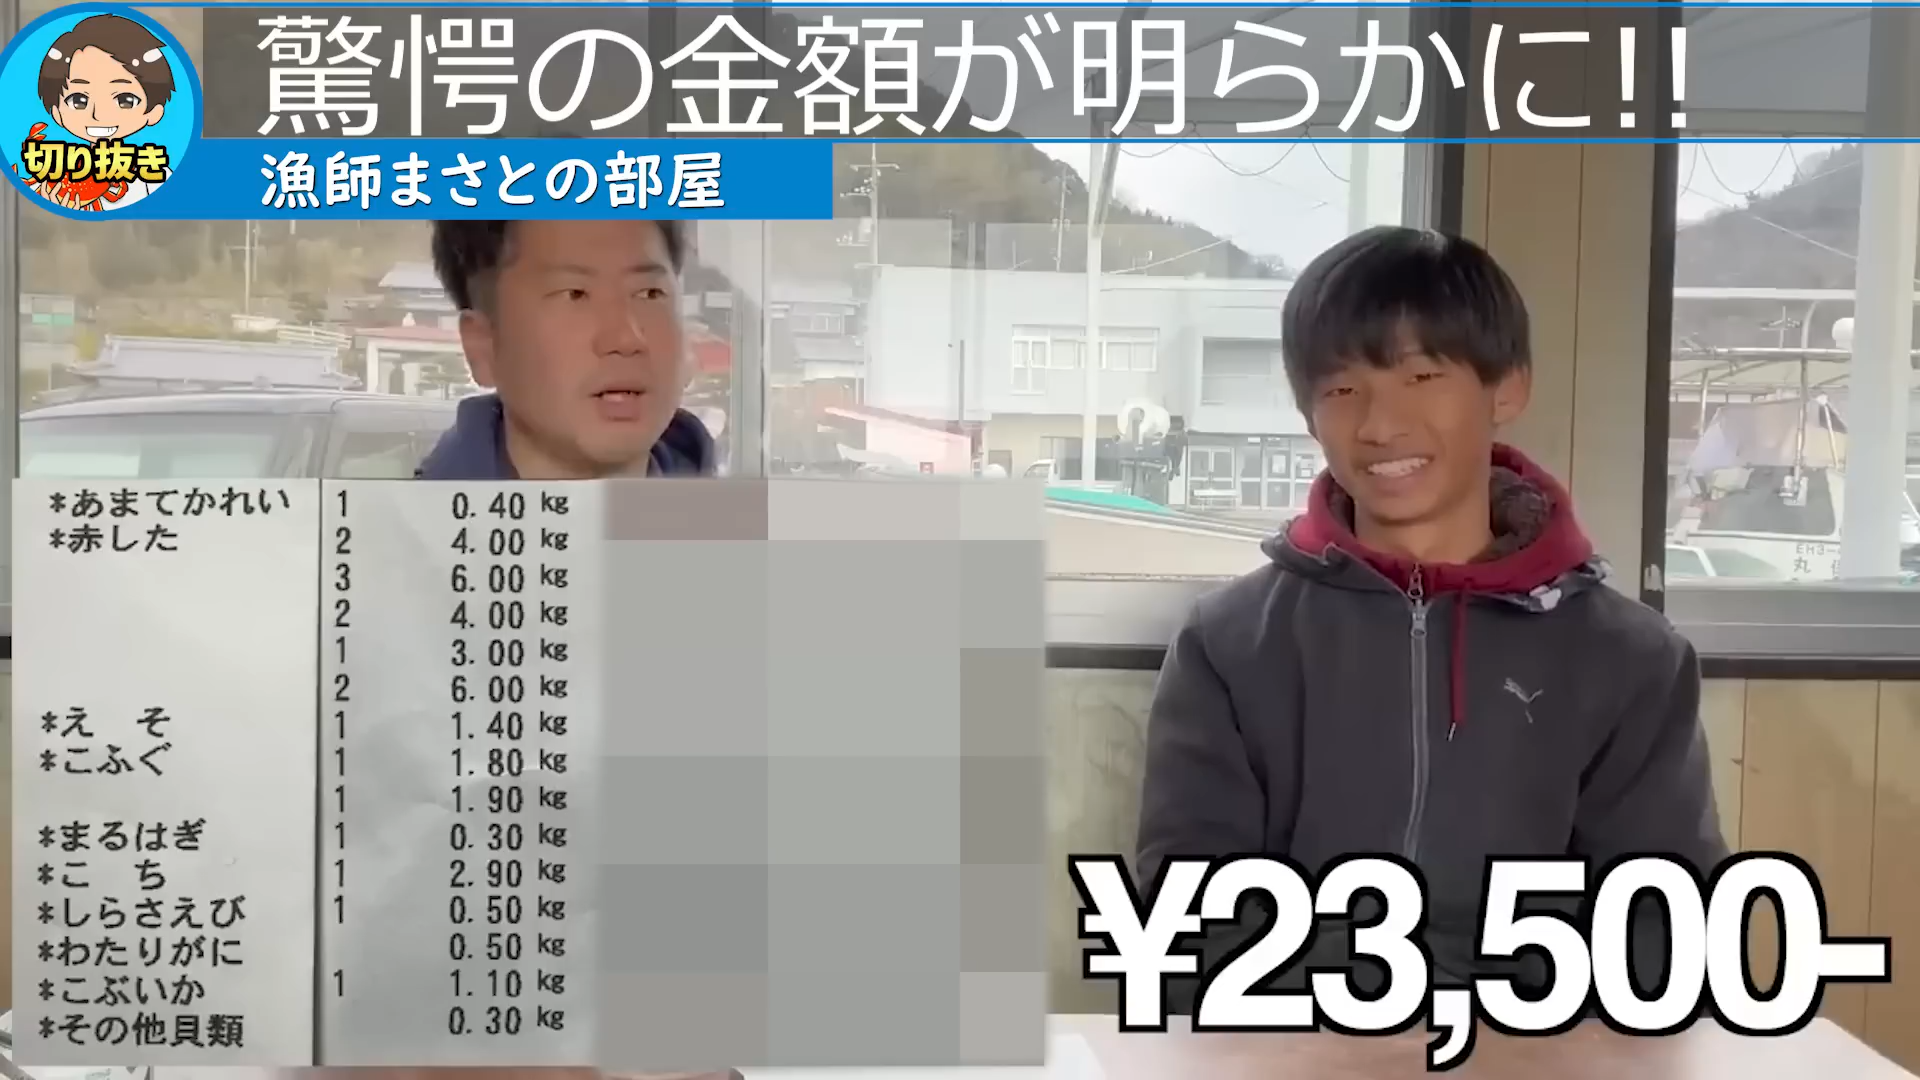 驚愕の金額が明らかに!!
切り抜き
漁師まさとの部屋
*あまてかれい 1 0.40 kg
*赤した 2 4.00 kg
3 6.00 kg
2 4.00 kg
1 3.00 kg
2 6.00 kg
*え そ 1 1.40 kg
*こふぐ 1 1.80 kg
1 1.90 kg
*まるはぎ 1 0.30 kg
*こ ち 1 2.90 kg
*しらさえび 1 0.50 kg
*わたりがに 0.50 kg
*こぶいか 1 1.10 kg
*その他貝類 0.30 kg
¥23,500-